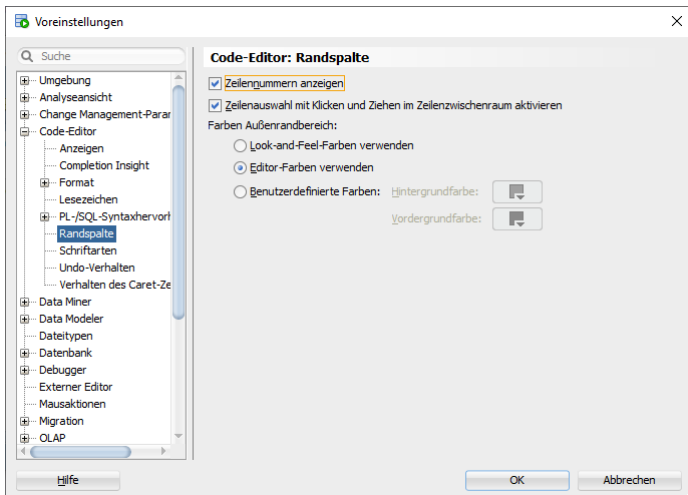 Voreinstellungen
Suche
Umgebung
Analyseansicht
Change Management-Parar
Code-Editor
Anzeigen
Completion Insight
Format
Lesezeichen
PL-/SQL-Syntaxhervorh
Randspalte
Schriftarten
Undo-Verhalten
Verhalten des Caret-Ze
Data Miner
Data Modeler
Dateitypen
Datenbank
Debugger
Externer Editor
Mausaktionen
Migration
OLAP
Code-Editor: Randspalte
Zeilennummern anzeigen
Zeilenauswahl mit Klicken und Ziehen im Zeilenzwischenraum aktivieren
Farben Außenrandbereich:
Look-and-Feel-Farben verwenden
Editor-Farben verwenden
Benutzerdefinierte Farben: Hintergrundfarbe:
Vordergrundfarbe:
Hilfe OK Abbrechen